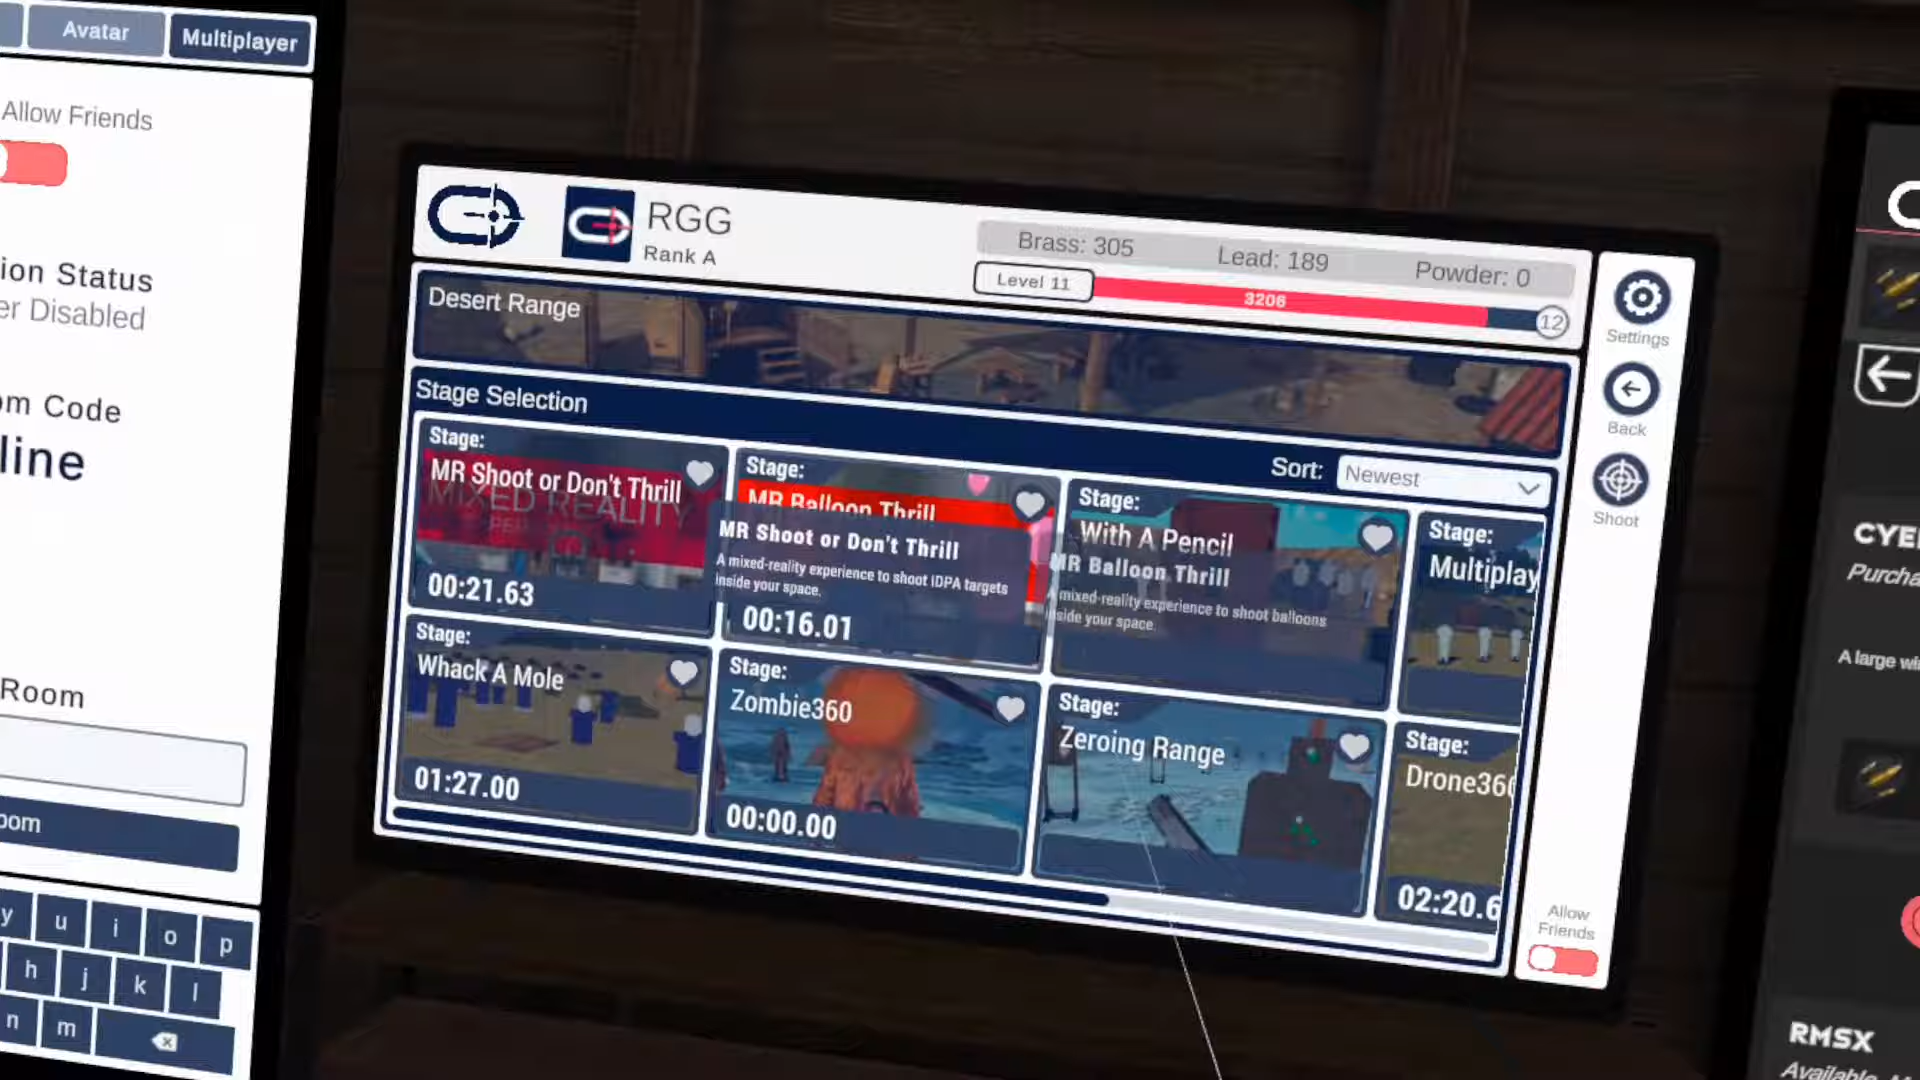 Avatar
Multiplayer
Allow Friends
ion Status
er Disabled
om Code
line
Room
oom
y u i o p
h j k l
n m
RGG
Rank A
Brass: 305
Lead: 189
Powder: 0
Level 11
3206
12
Desert Range
Stage Selection
Sort:
Newest
Stage:
MR Shoot or Don't Thrill
MIXED REALITY
00:21.63
Stage:
MR Balloon Thrill
MR Shoot or Don't Thrill
A mixed-reality experience to shoot IDPA targets
inside your space.
00:16.01
Stage:
With A Pencil
MR Balloon Thrill
A mixed-reality experience to shoot balloons
inside your space.
Stage:
Multiplay
Stage:
Whack A Mole
01:27.00
Stage:
Zombie360
00:00.00
Stage:
Zeroing Range
Stage:
Drone36
02:20.6
Settings
Back
Shoot
Allow
Friends
CYE
Purcha
A large wi
RMSX
Available